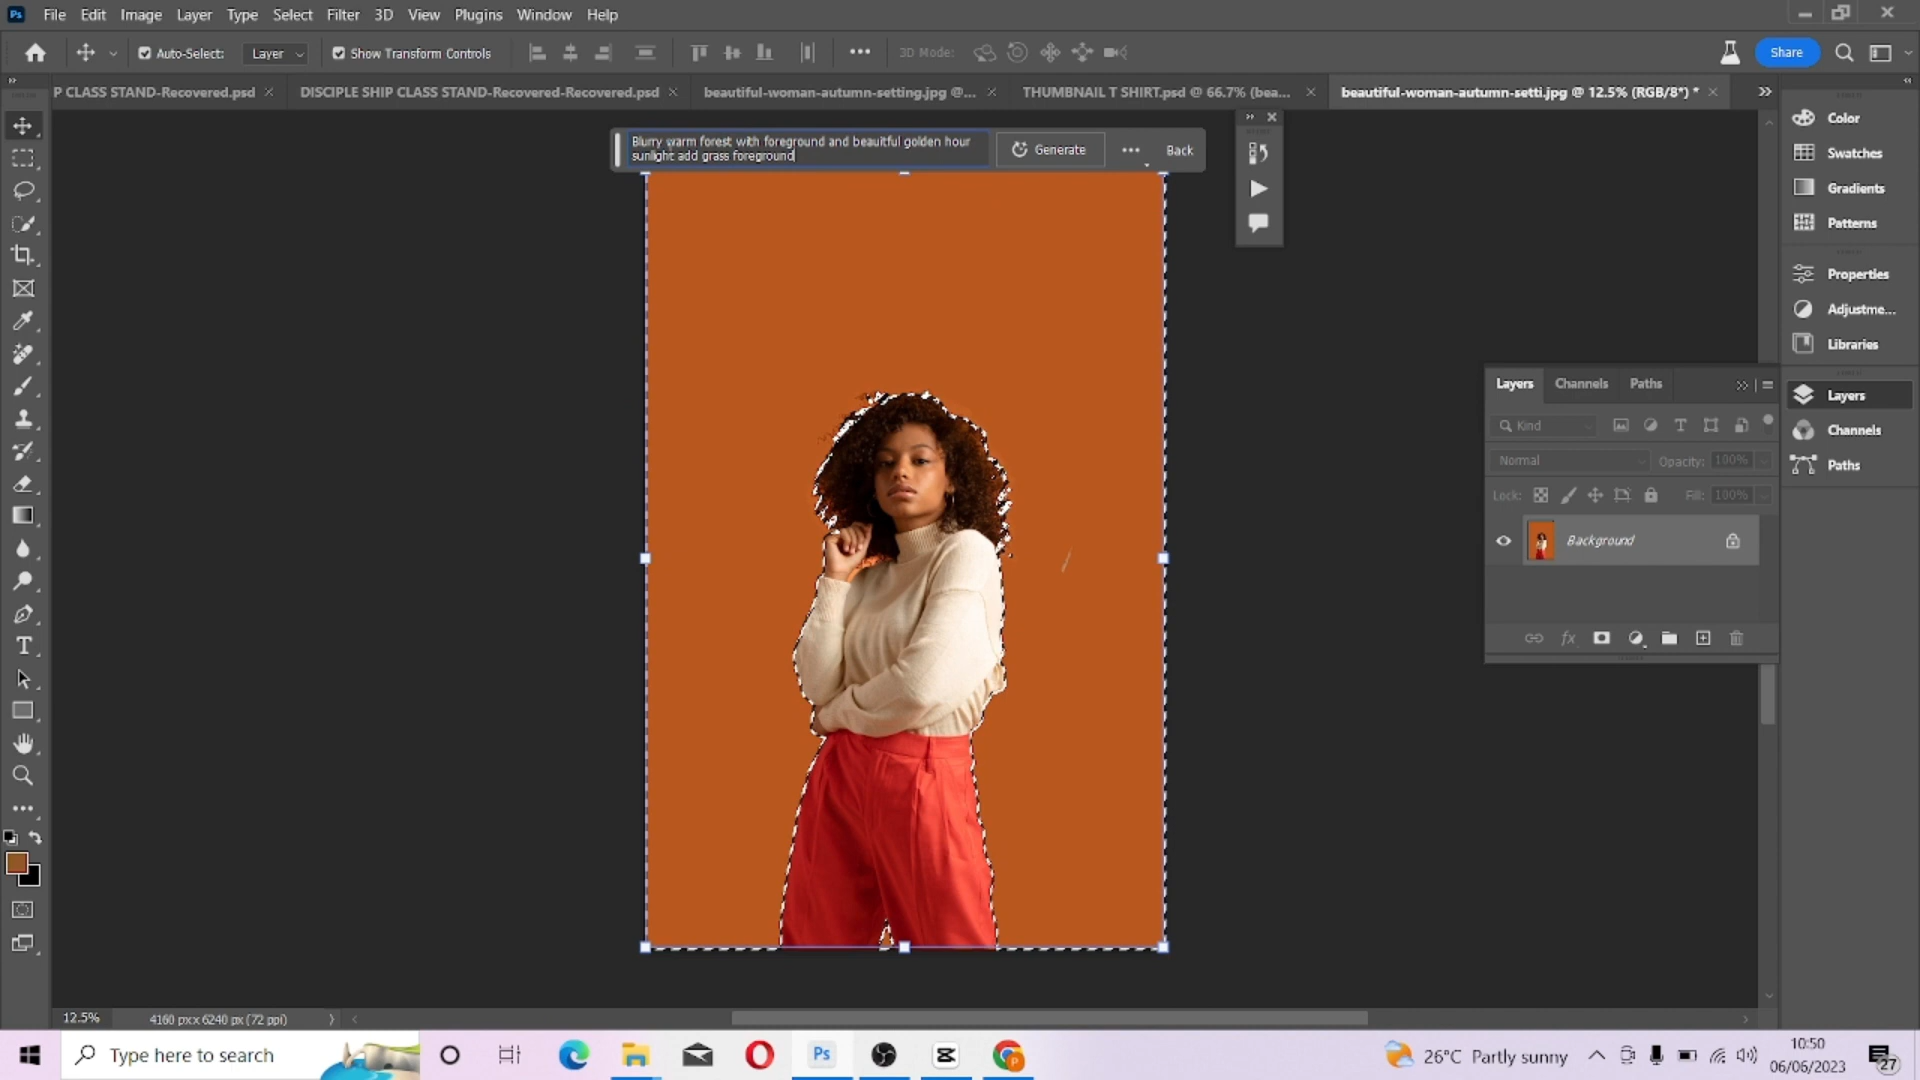 Ps File Edit Image Layer Type Select Filter 3D View Plugins Window Help
Auto-Select: Layer Show Transform Controls 3D Mode: Share
P CLASS STAND-Recovered.psd DISCIPLE SHIP CLASS STAND-Recovered-Recovered.psd beautiful-woman-autumn-setting.jpg @... THUMBNAIL T SHIRT.psd @ 66.7% (bea... beautiful-woman-autumn-setti.jpg @ 12.5% (RGB/8*) *
Blurry warm forest with foreground and beauitful golden hour
sunlight add grass foreground
Generate
Back
Color
Swatches
Gradients
Patterns
Properties
Adjustme...
Libraries
Layers
Channels
Paths
Layers Channels Paths
Kind
Normal Opacity: 100%
Lock: Fill: 100%
Background
12.5% 4160 px x 6240 px (72 ppi)
Type here to search
Ps
26°C Partly sunny
10:50
06/06/2023
27